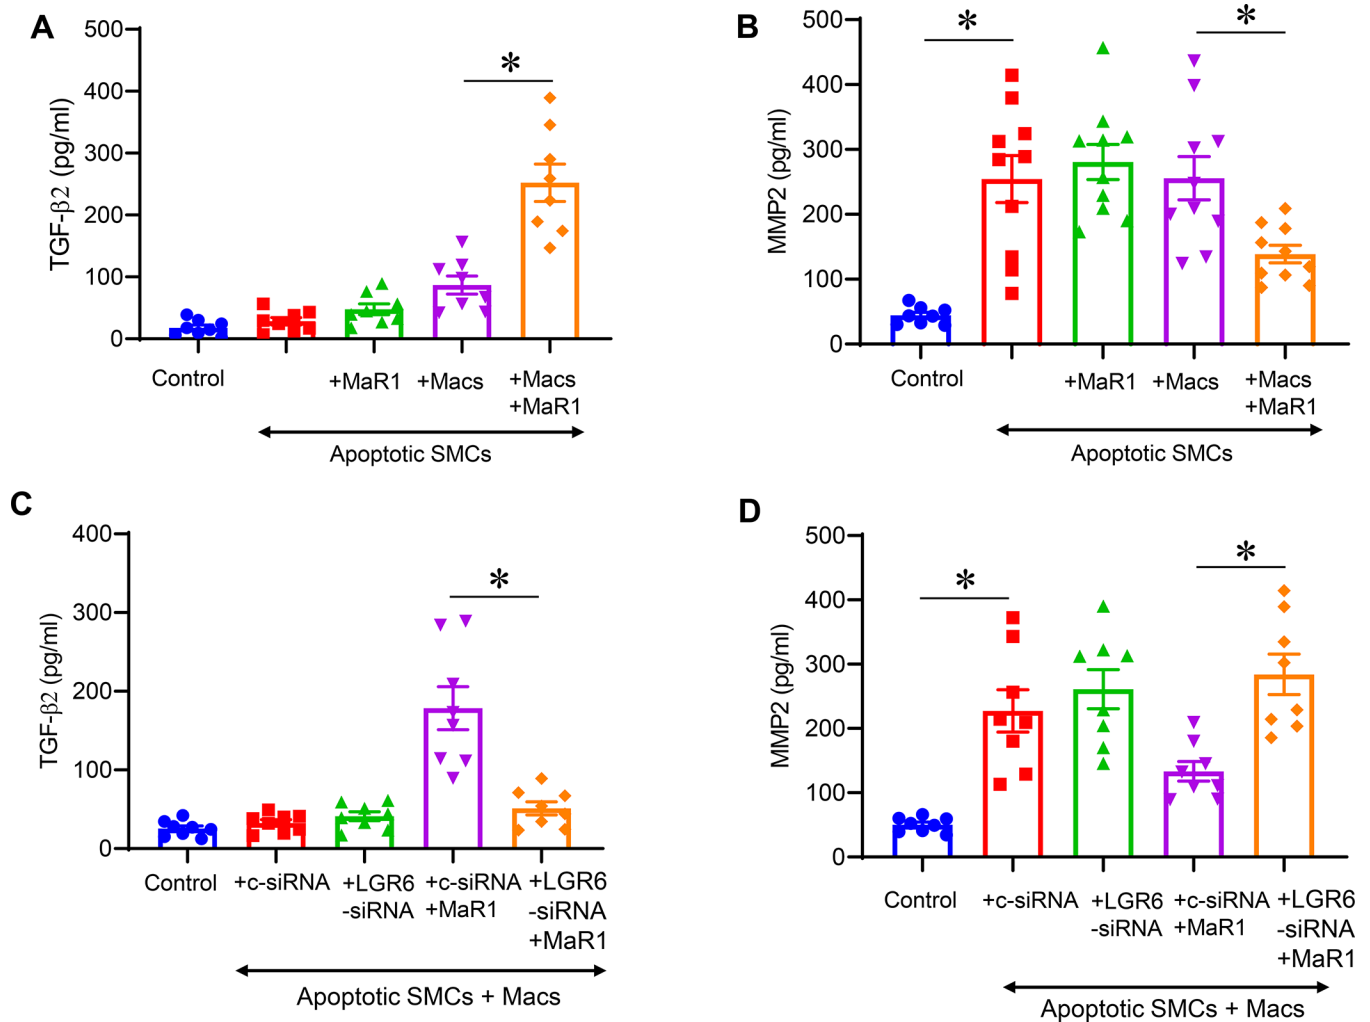 A
TGF-β2 (pg/ml)
500
400
300
200
100
0
*
Control
+MaR1
+Macs
+Macs
+MaR1
Apoptotic SMCs
B
MMP2 (pg/ml)
500
400
300
200
100
0
*
*
Control
+MaR1
+Macs
+Macs
+MaR1
Apoptotic SMCs
C
TGF-β2 (pg/ml)
400
300
200
100
0
*
Control
+c-siRNA
+LGR6
-siRNA
+c-siRNA
+MaR1
+LGR6
-siRNA
+MaR1
Apoptotic SMCs + Macs
D
MMP2 (pg/ml)
500
400
300
200
100
0
*
*
Control
+c-siRNA
+LGR6
-siRNA
+c-siRNA
+MaR1
+LGR6
-siRNA
+MaR1
Apoptotic SMCs + Macs